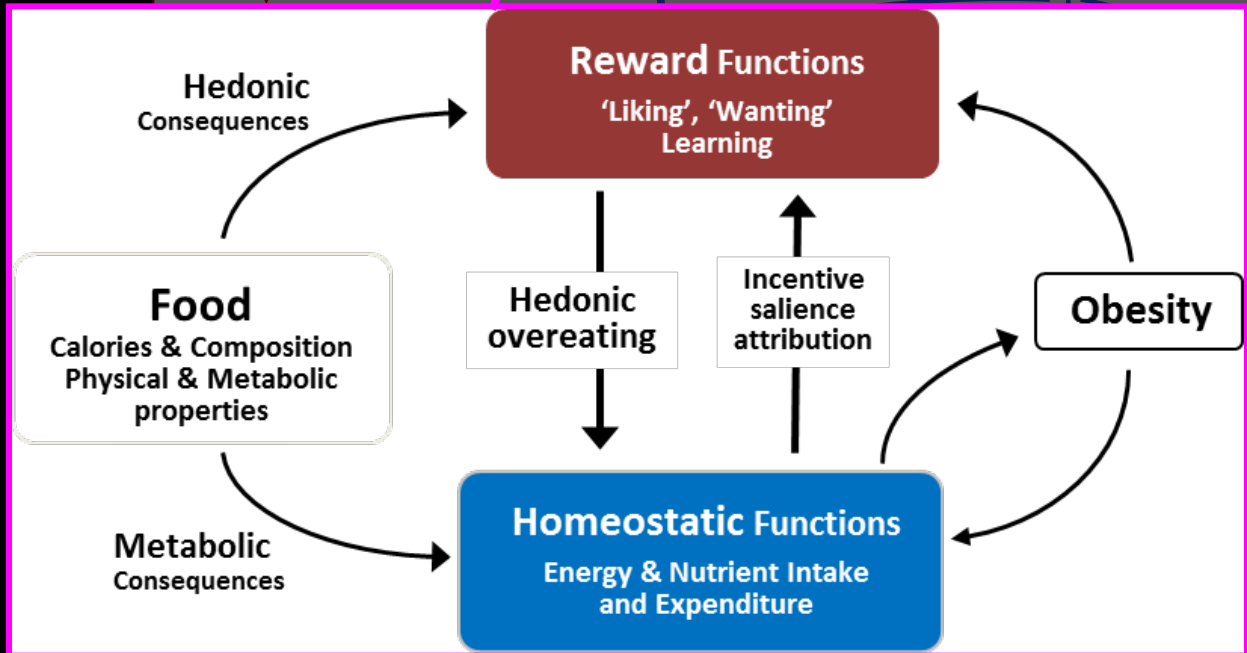 Reward Functions
‘Liking’, ‘Wanting’
Learning
Hedonic
Consequences
Food
Calories & Composition
Physical & Metabolic
properties
Hedonic
overeating
Incentive
salience
attribution
Obesity
Metabolic
Consequences
Homeostatic Functions
Energy & Nutrient Intake
and Expenditure